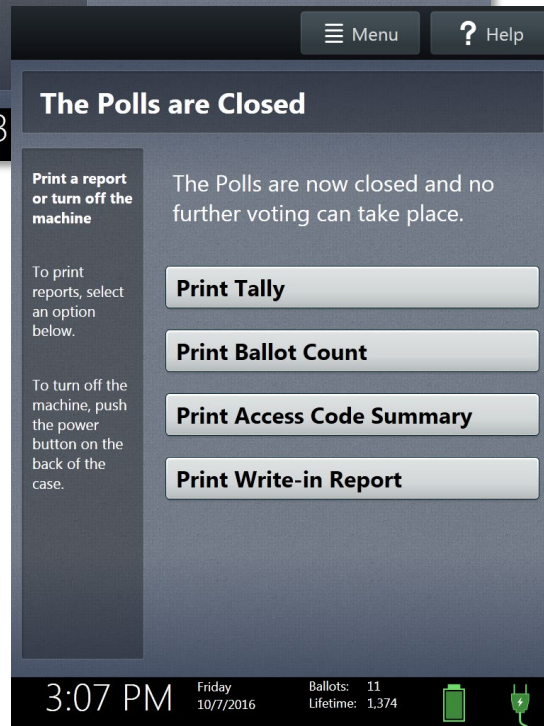 Menu
? Help
The Polls are Closed
Print a report
or turn off the
machine
To print
reports, select
an option
below.
To turn off the
machine, push
the power
button on the
back of the
case.
The Polls are now closed and no
further voting can take place.
Print Tally
Print Ballot Count
Print Access Code Summary
Print Write-in Report
3:07 PM
Friday
10/7/2016
Ballots: 11
Lifetime: 1,374